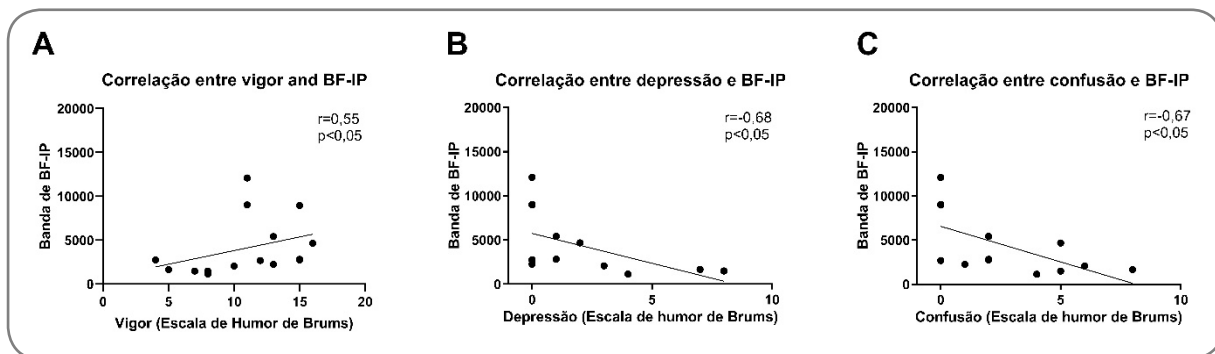 A
Correlação entre vigor and BF-IP
r=0,55
p<0,05
Banda de BF-IP
20000
15000
10000
5000
0
0 5 10 15 20
Vigor (Escala de Humor de Brums)
B
Correlação entre depressão e BF-IP
r=-0,68
p<0,05
Banda de BF-IP
20000
15000
10000
5000
0
0 5 10
Depressão (Escala de humor de Brums)
C
Correlação entre confusão e BF-IP
r=-0,67
p<0,05
Banda de BF-IP
20000
15000
10000
5000
0
0 5 10
Confusão (Escala de humor de Brums)